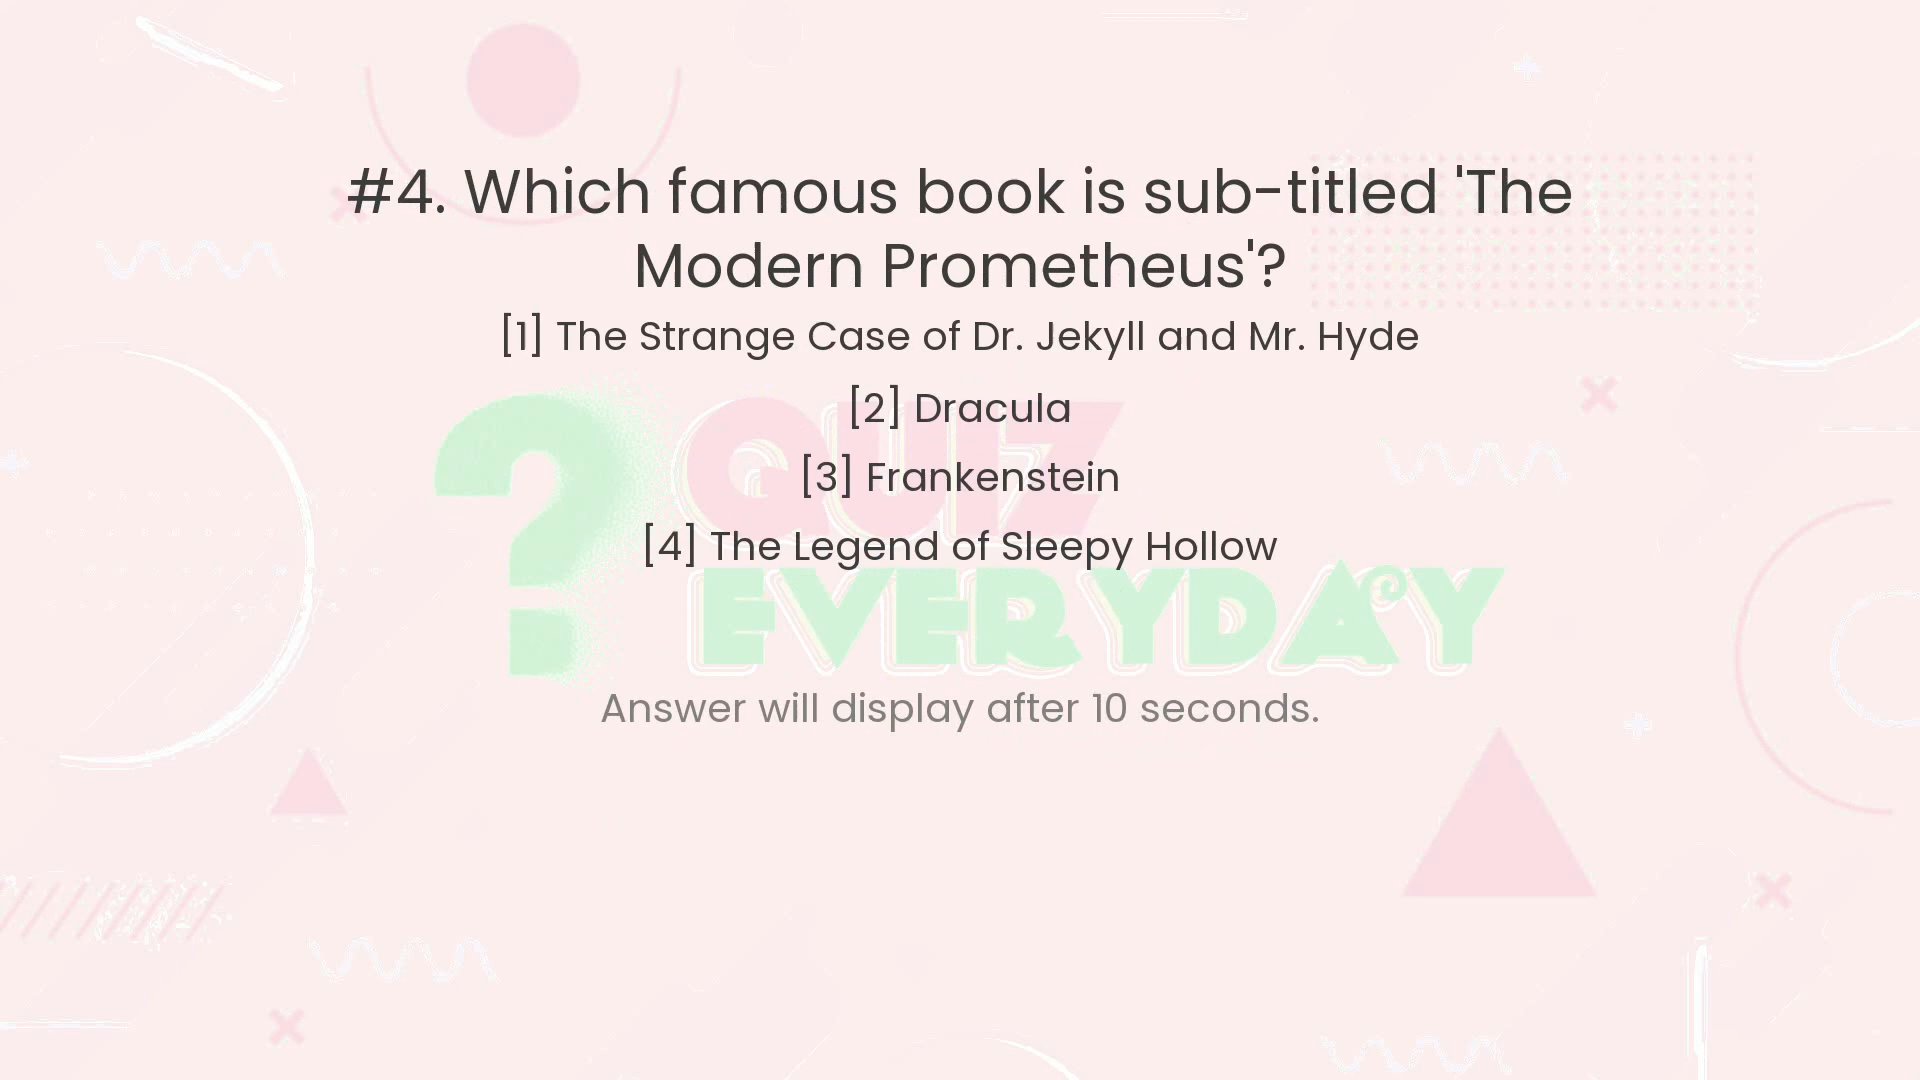 #4. Which famous book is sub-titled 'The
Modern Prometheus'?
[1] The Strange Case of Dr. Jekyll and Mr. Hyde
[2] Dracula
[3] Frankenstein
[4] The Legend of Sleepy Hollow
? QUIZ
EVERYDAY
Answer will display after 10 seconds.